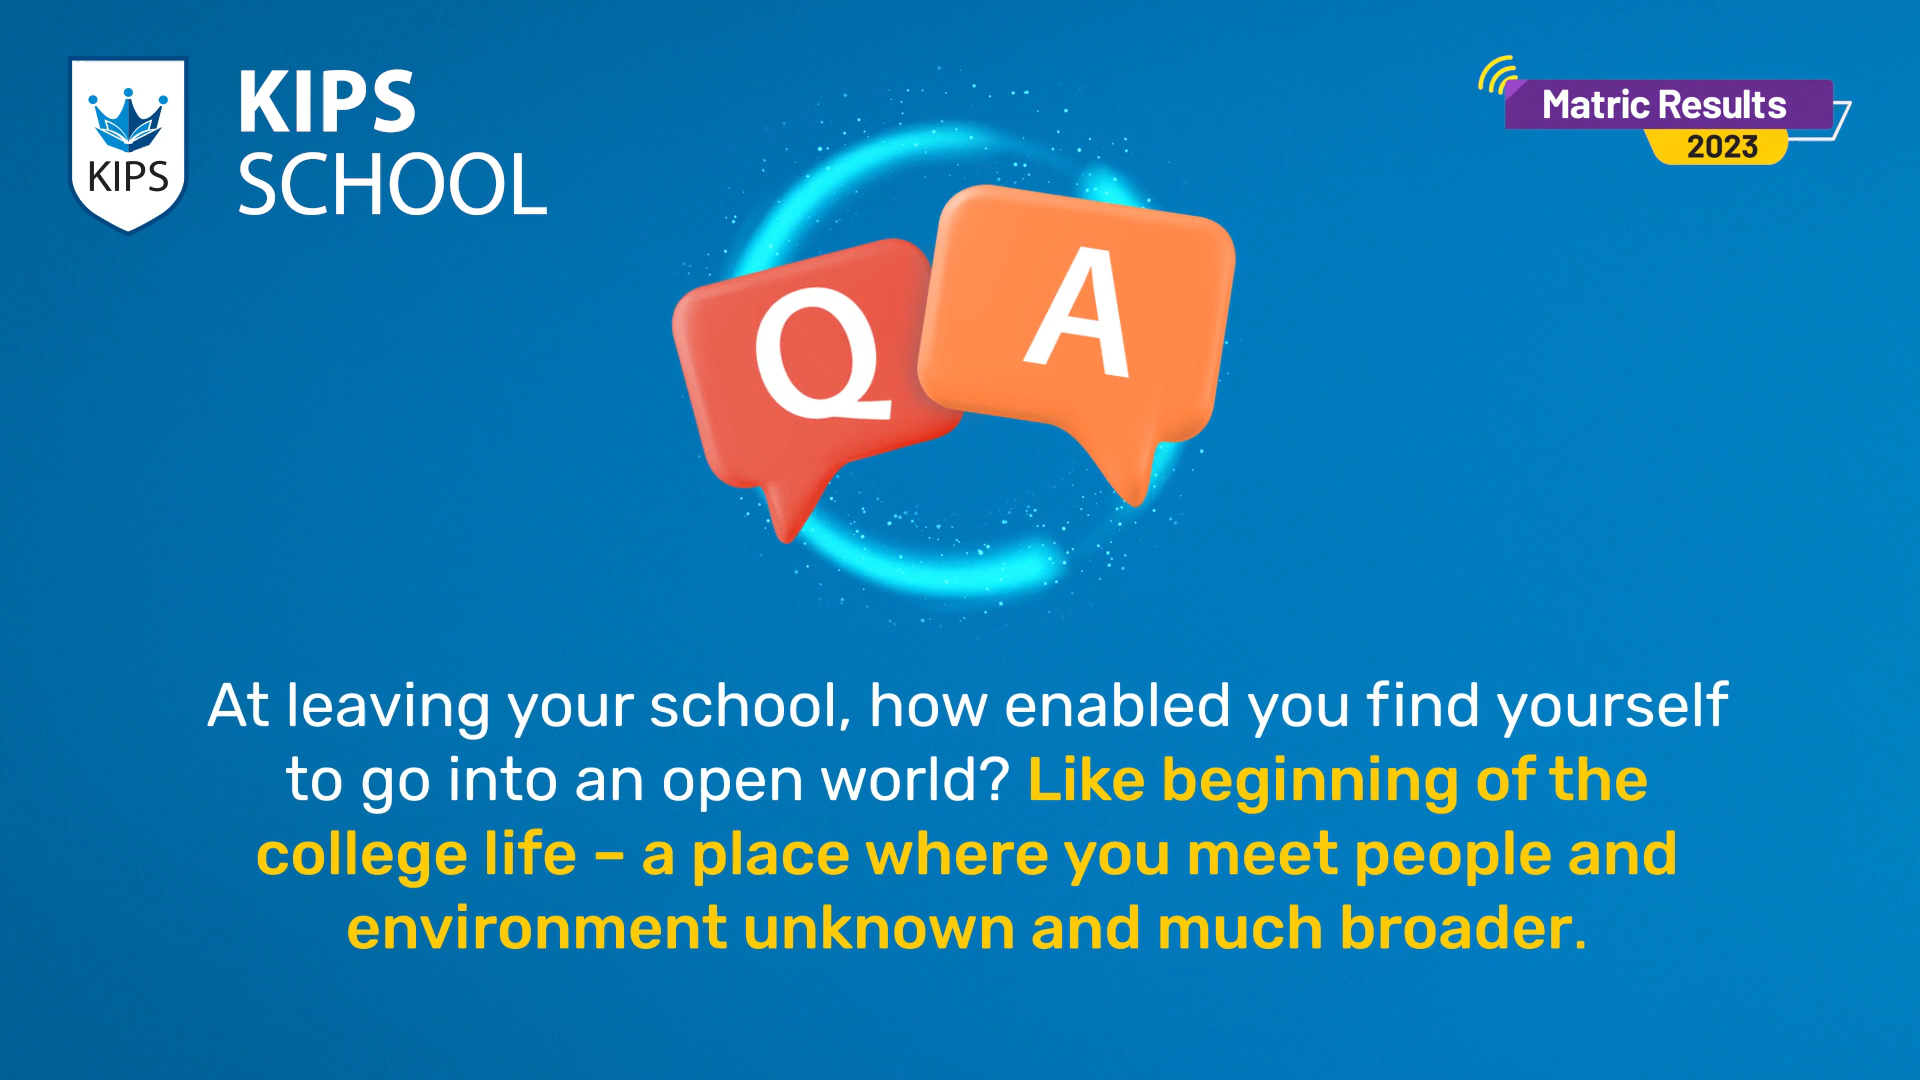 KIPS
KIPS
SCHOOL
Matric Results
2023
Q
A
At leaving your school, how enabled you find yourself
to go into an open world? Like beginning of the
college life – a place where you meet people and
environment unknown and much broader.